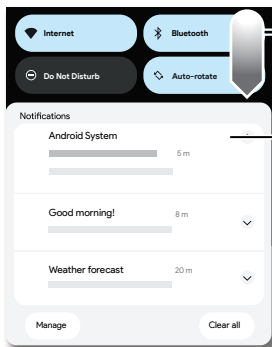 Internet
Bluetooth
Do Not Disturb
Auto-rotate
Notifications
Android System
5 m
Good morning!
8 m
Weather forecast
20 m
Manage
Clear all